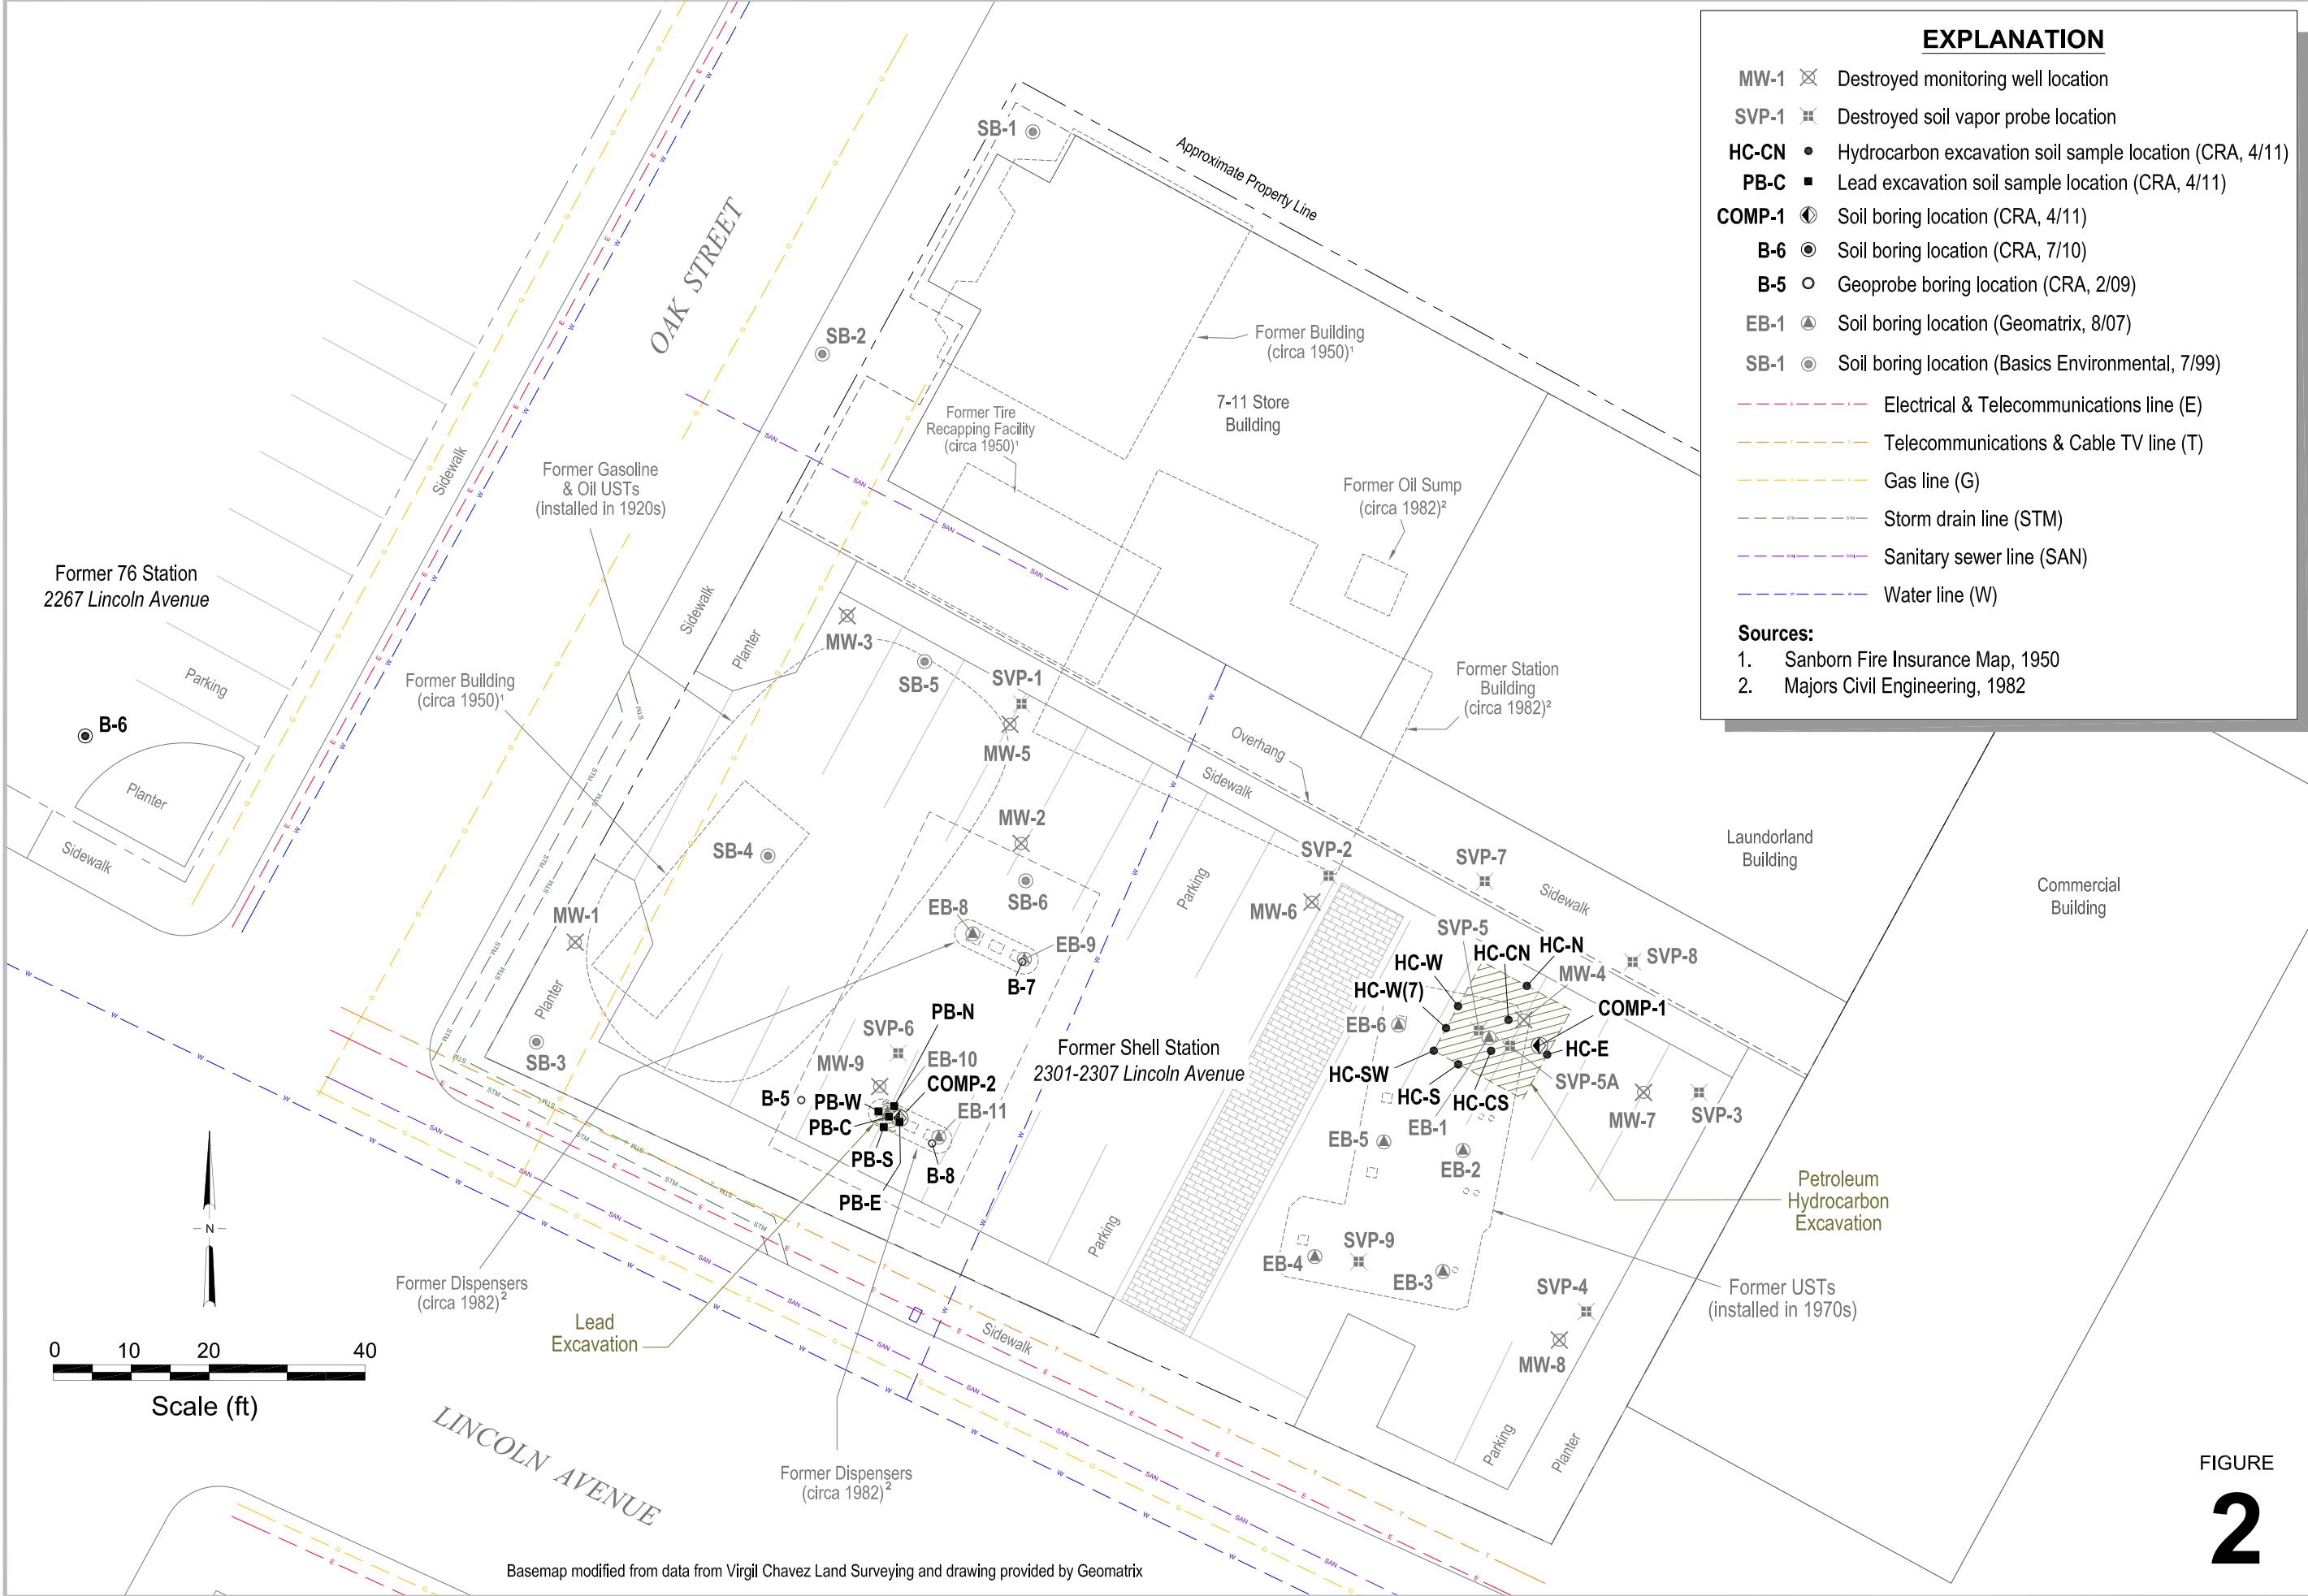 EXPLANATION
MW-1 Destroyed monitoring well location
SVP-1 Destroyed soil vapor probe location
HC-CN Hydrocarbon excavation soil sample location (CRA, 4/11)
PB-C Lead excavation soil sample location (CRA, 4/11)
COMP-1 Soil boring location (CRA, 4/11)
B-6 Soil boring location (CRA, 7/10)
B-5 Geoprobe boring location (CRA, 2/09)
EB-1 Soil boring location (Geomatrix, 8/07)
SB-1 Soil boring location (Basics Environmental, 7/99)
Electrical & Telecommunications line (E)
Telecommunications & Cable TV line (T)
Gas line (G)
Storm drain line (STM)
Sanitary sewer line (SAN)
Water line (W)
Sources:
1. Sanborn Fire Insurance Map, 1950
2. Majors Civil Engineering, 1982
SB-1
Approximate Property Line
OAK STREET
SB-2
Former Building
(circa 1950)¹
7-11 Store
Building
Former Tire
Recapping Facility
(circa 1950)¹
Former Gasoline
& Oil USTs
(installed in 1920s)
Former Oil Sump
(circa 1982)²
Sidewalk
Former 76 Station
2267 Lincoln Avenue
Sidewalk
Planter
MW-3
Parking
Former Building
(circa 1950)¹
SB-5
SVP-1
MW-5
Former Station
Building
(circa 1982)²
Overhang
Sidewalk
B-6
Planter
Sidewalk
MW-2
SB-4
SB-6
SVP-2
SVP-7
Laundorland
Building
Commercial
Building
Parking
MW-6
Sidewalk
MW-1
EB-8
EB-9
B-7
SVP-5
HC-CN
HC-N
HC-W
MW-4
SVP-8
HC-W(7)
COMP-1
Planter
SB-3
PB-N
SVP-6
EB-6
Former Shell Station
2301-2307 Lincoln Avenue
HC-E
MW-9
EB-10
COMP-2
HC-SW
SVP-5A
B-5
PB-W
EB-11
HC-S
HC-CS
MW-7
SVP-3
PB-C
EB-1
EB-5
PB-S
B-8
EB-2
PB-E
Petroleum
Hydrocarbon
Excavation
Parking
SVP-9
EB-4
EB-3
SVP-4
Former USTs
(installed in 1970s)
MW-8
N
Former Dispensers
(circa 1982)²
Lead
Excavation
Sidewalk
0 10 20 40
Scale (ft)
LINCOLN AVENUE
Former Dispensers
(circa 1982)²
Parking
Planter
Basemap modified from data from Virgil Chavez Land Surveying and drawing provided by Geomatrix
FIGURE
2